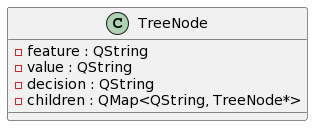 C TreeNode
feature : QString
value : QString
decision : QString
children : QMap<QString, TreeNode*>